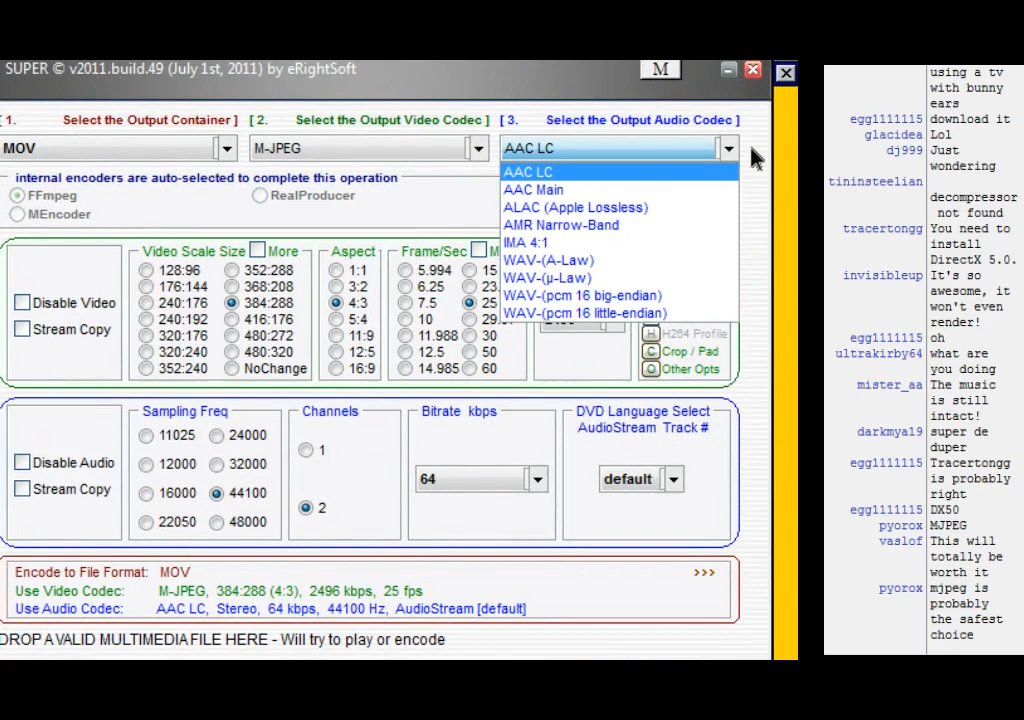 SUPER © v2011.build.49 (July 1st, 2011) by eRightSoft
M
[ 1. Select the Output Container ] [ 2. Select the Output Video Codec ] [ 3. Select the Output Audio Codec ]
MOV
M-JPEG
AAC LC
AAC LC
AAC Main
ALAC (Apple Lossless)
AMR Narrow-Band
IMA 4:1
WAV-(A-Law)
WAV-(µ-Law)
WAV-(pcm 16 big-endian)
WAV-(pcm 16 little-endian)
internal encoders are auto-selected to complete this operation
FFmpeg
RealProducer
MEncoder
Disable Video
Stream Copy
Video Scale Size More
128:96 352:288
176:144 368:208
240:176 384:288
240:192 416:176
320:176 480:272
320:240 480:320
352:240 NoChange
Aspect
1:1
3:2
4:3
5:4
11:9
12:5
16:9
Frame/Sec
5.994 15
6.25 23.
7.5 25
10 29.
11.988 30
12.5 50
14.985 60
H H264 Profile
C Crop / Pad
O Other Opts
Disable Audio
Stream Copy
Sampling Freq
11025 24000
12000 32000
16000 44100
22050 48000
Channels
1
2
Bitrate kbps
64
DVD Language Select
AudioStream Track #
default
Encode to File Format: MOV >>>
Use Video Codec: M-JPEG, 384:288 (4:3), 2496 kbps, 25 fps
Use Audio Codec: AAC LC, Stereo, 64 kbps, 44100 Hz, AudioStream [default]
DROP A VALID MULTIMEDIA FILE HERE - Will try to play or encode
using a tv
with bunny
ears
egg1111115 download it
glacidea Lol
dj999 Just
wondering
tininsteelian
decompressor
not found
tracertongg You need to
install
DirectX 5.0.
invisibleup It's so
awesome, it
won't even
render!
egg1111115 oh
ultrakirby64 what are
you doing
mister_aa The music
is still
intact!
darkmya19 super de
duper
egg1111115 Tracertongg
is probably
right
egg1111115 DX50
pyorox MJPEG
vaslof This will
totally be
worth it
pyorox mjpeg is
probably
the safest
choice